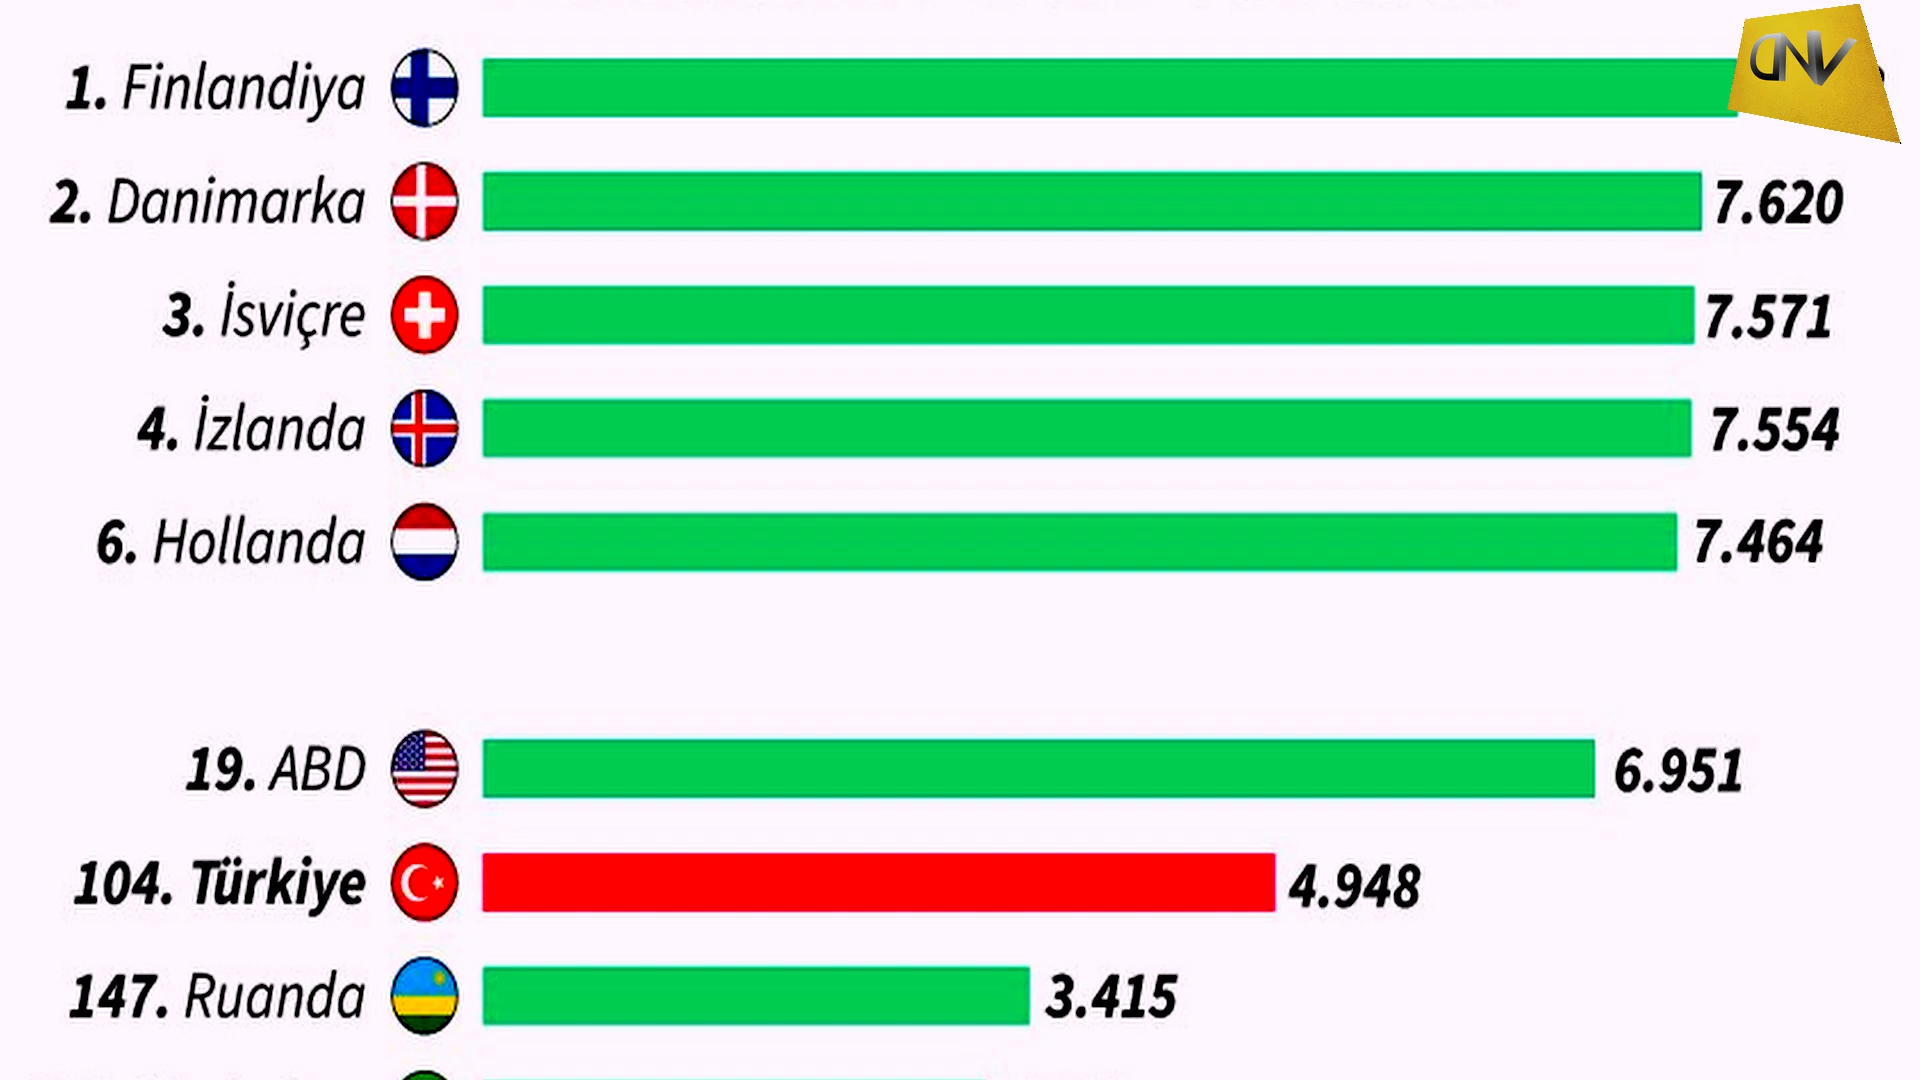 1. Finlandiya
DNV
2. Danimarka 7.620
3. İsviçre 7.571
4. İzlanda 7.554
6. Hollanda 7.464
19. ABD 6.951
104. Türkiye 4.948
147. Ruanda 3.415